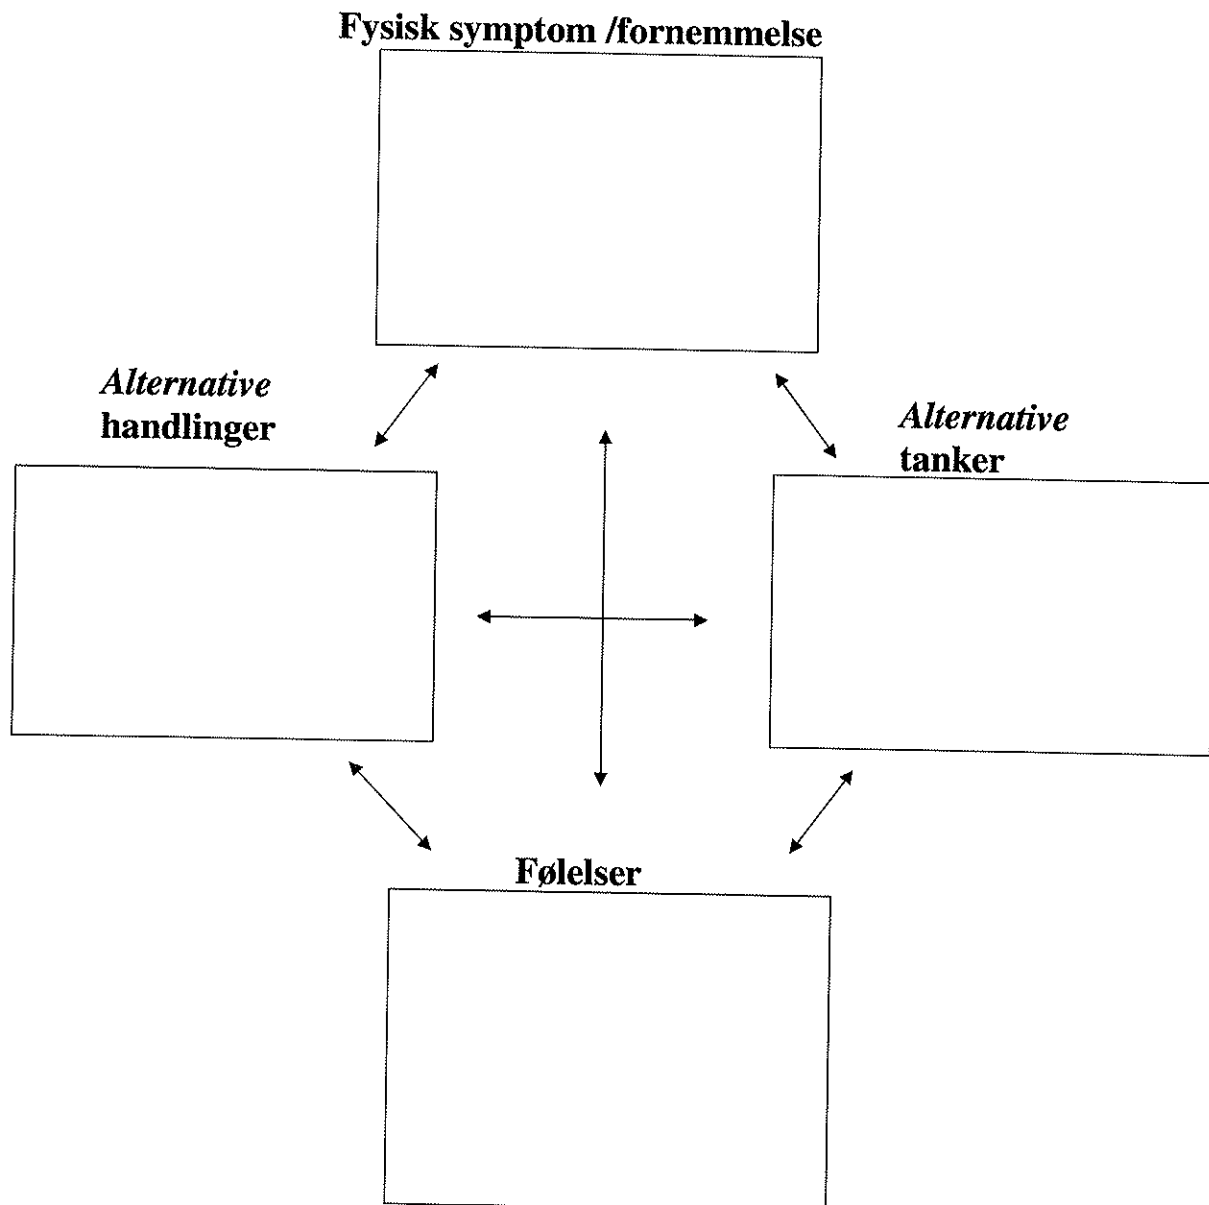 Fysisk symptom /fornemmelse
Alternative
handlinger
Alternative
tanker
Følelser